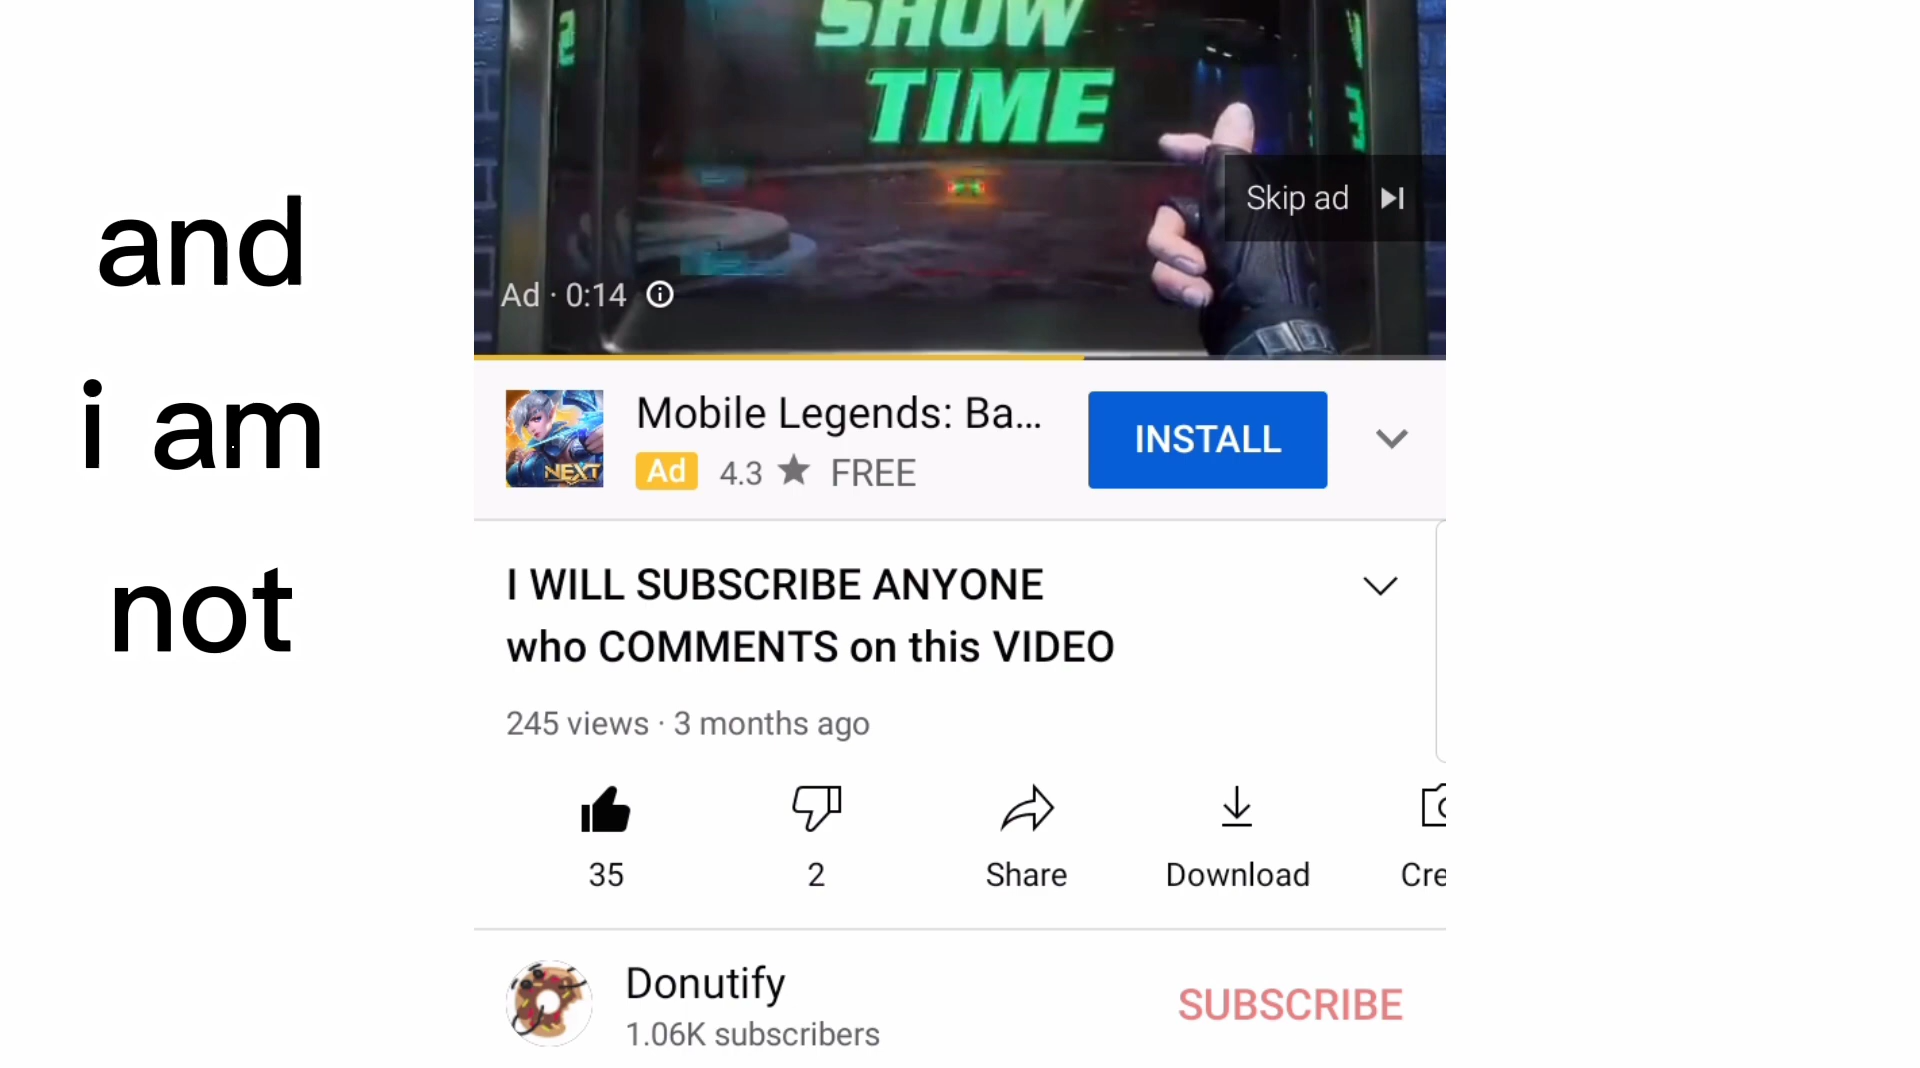 and
i am
not
SHOW
TIME
Skip ad
Ad · 0:14
Mobile Legends: Ba...
NEXT
Ad 4.3 ★ FREE
INSTALL
I WILL SUBSCRIBE ANYONE
who COMMENTS on this VIDEO
245 views · 3 months ago
35
2
Share
Download
Cre
Donutify
1.06K subscribers
SUBSCRIBE